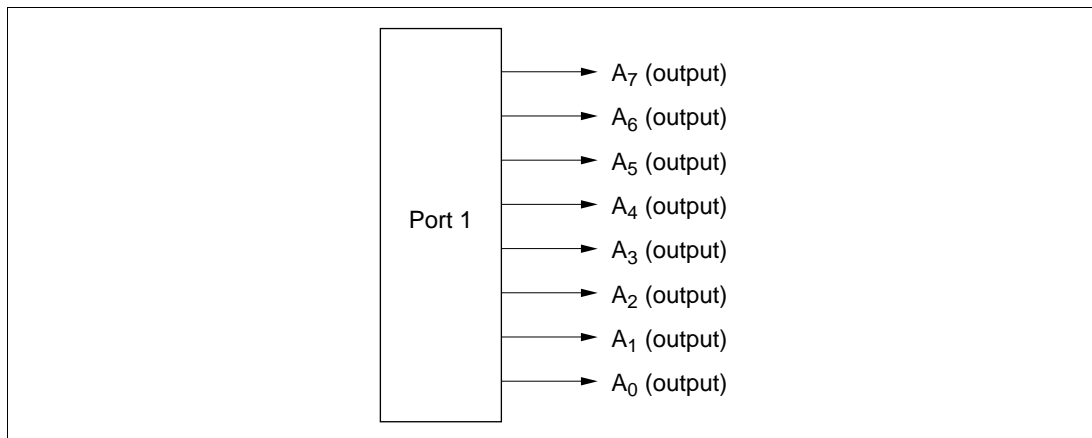 A7 (output)
A6 (output)
A5 (output)
A4 (output)
Port 1
A3 (output)
A2 (output)
A1 (output)
A0 (output)